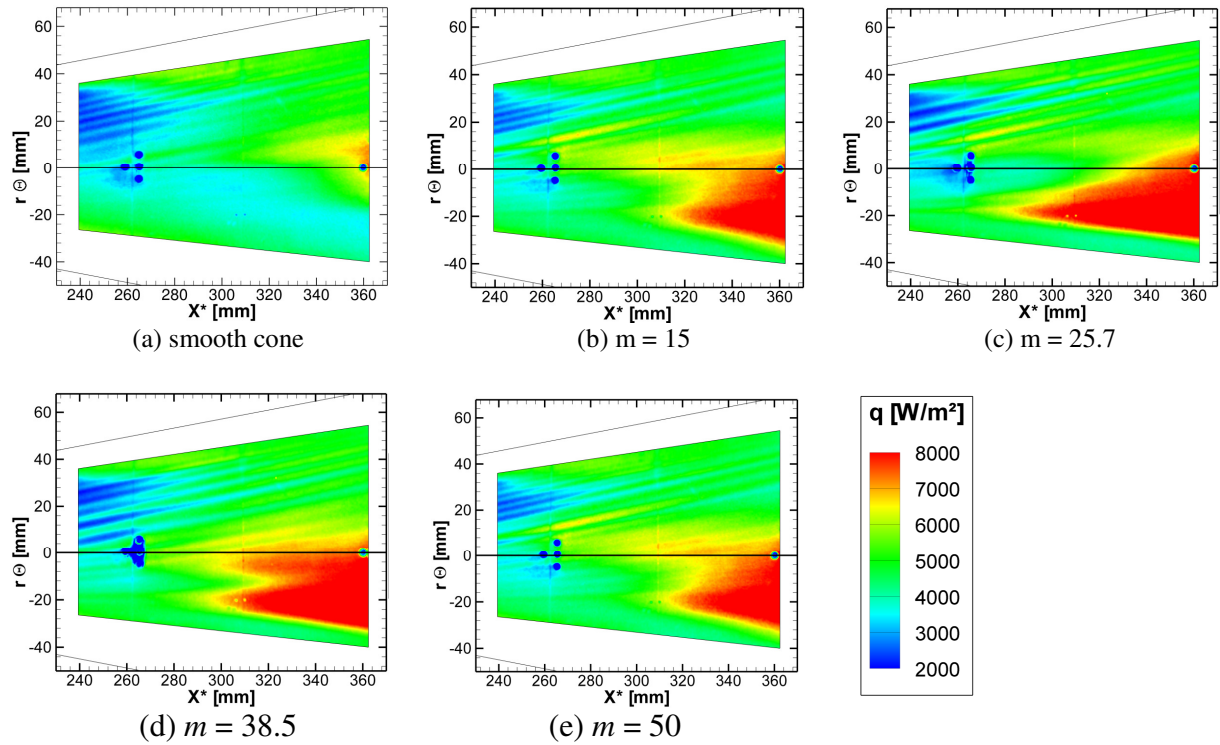 60
40
20
0
-20
-40
r Θ [mm]
240 260 280 300 320 340 360
X* [mm]
(a) smooth cone
60
40
20
0
-20
-40
r Θ [mm]
240 260 280 300 320 340 360
X* [mm]
(b) m = 15
60
40
20
0
-20
-40
r Θ [mm]
240 260 280 300 320 340 360
X* [mm]
(c) m = 25.7
60
40
20
0
-20
-40
r Θ [mm]
240 260 280 300 320 340 360
X* [mm]
(d) m = 38.5
60
40
20
0
-20
-40
r Θ [mm]
240 260 280 300 320 340 360
X* [mm]
(e) m = 50
q [W/m²]
8000
7000
6000
5000
4000
3000
2000